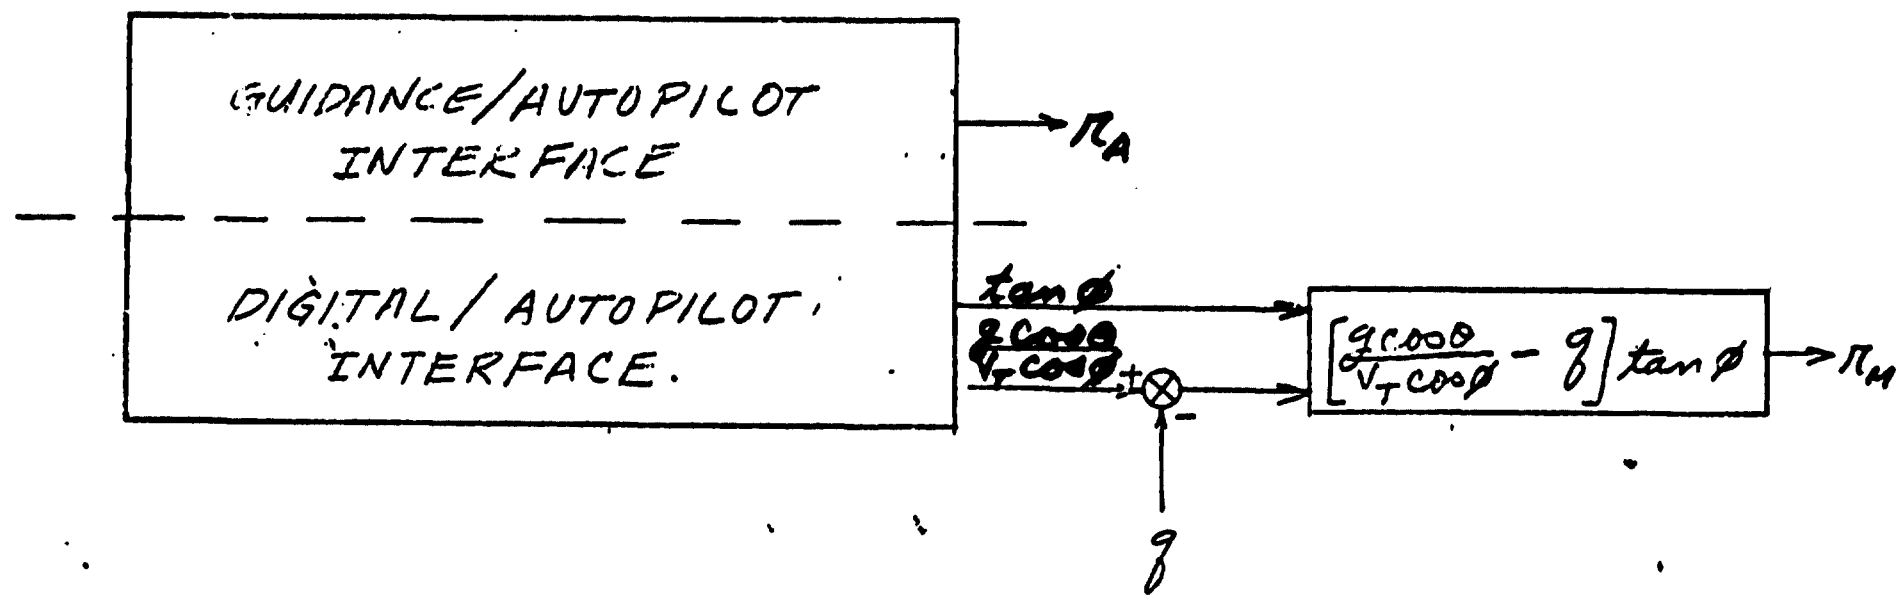 GUIDANCE/AUTOPILOT
INTERFACE
r_A
DIGITAL/AUTOPILOT
INTERFACE.
tan φ
g cos θ
V_T cos φ
+
-
[g cos θ / V_T cos φ - q] tan φ
r_M
q